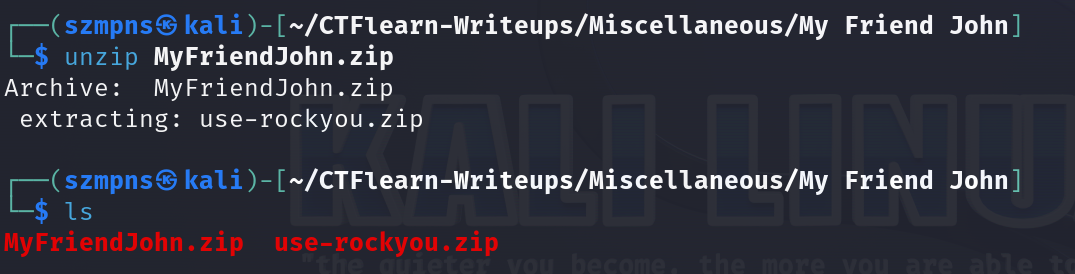 ┌──(szmpns㉿kali)-[~/CTFlearn-Writeups/Miscellaneous/My Friend John]
└─$ unzip MyFriendJohn.zip
Archive:  MyFriendJohn.zip
 extracting: use-rockyou.zip
┌──(szmpns㉿kali)-[~/CTFlearn-Writeups/Miscellaneous/My Friend John]
└─$ ls
MyFriendJohn.zip  use-rockyou.zip
KALI LINU
"the quieter you become, the more you are able to